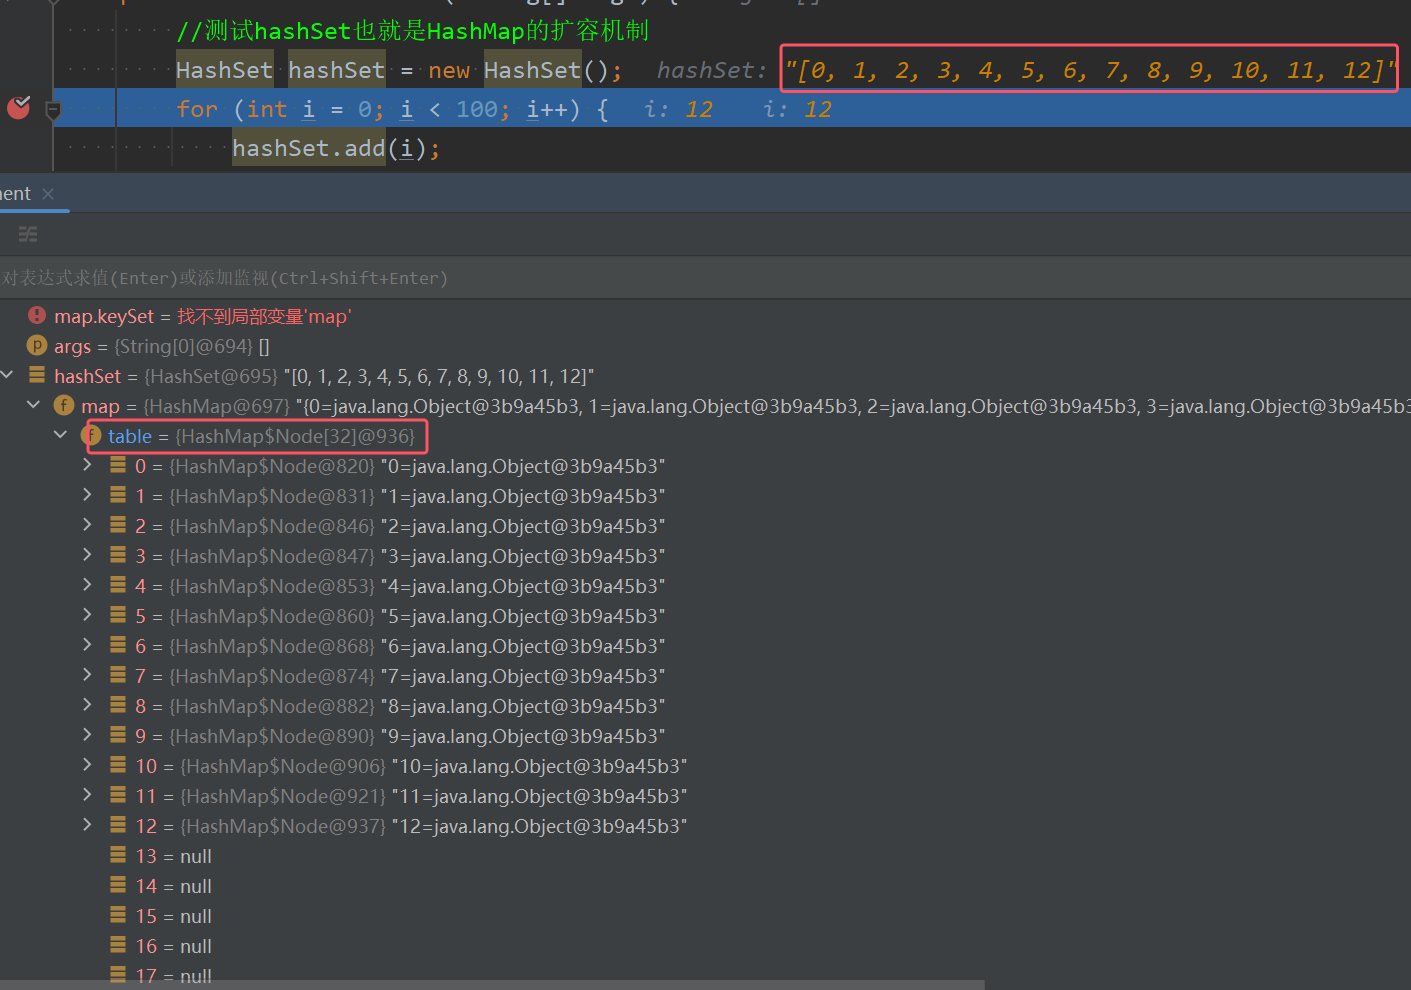 //测试hashSet也就是HashMap的扩容机制
HashSet hashSet = new HashSet(); hashSet: "[0, 1, 2, 3, 4, 5, 6, 7, 8, 9, 10, 11, 12]"
for (int i = 0; i < 100; i++) { i: 12 i: 12
hashSet.add(i);
ent
对表达式求值(Enter)或添加监视(Ctrl+Shift+Enter)
map.keySet = 找不到局部变量'map'
args = {String[0]@694} []
hashSet = {HashSet@695} "[0, 1, 2, 3, 4, 5, 6, 7, 8, 9, 10, 11, 12]"
map = {HashMap@697} "{0=java.lang.Object@3b9a45b3, 1=java.lang.Object@3b9a45b3, 2=java.lang.Object@3b9a45b3, 3=java.lang.Object@3b9a45b3
table = {HashMap$Node[32]@936}
0 = {HashMap$Node@820} "0=java.lang.Object@3b9a45b3"
1 = {HashMap$Node@831} "1=java.lang.Object@3b9a45b3"
2 = {HashMap$Node@846} "2=java.lang.Object@3b9a45b3"
3 = {HashMap$Node@847} "3=java.lang.Object@3b9a45b3"
4 = {HashMap$Node@853} "4=java.lang.Object@3b9a45b3"
5 = {HashMap$Node@860} "5=java.lang.Object@3b9a45b3"
6 = {HashMap$Node@868} "6=java.lang.Object@3b9a45b3"
7 = {HashMap$Node@874} "7=java.lang.Object@3b9a45b3"
8 = {HashMap$Node@882} "8=java.lang.Object@3b9a45b3"
9 = {HashMap$Node@890} "9=java.lang.Object@3b9a45b3"
10 = {HashMap$Node@906} "10=java.lang.Object@3b9a45b3"
11 = {HashMap$Node@921} "11=java.lang.Object@3b9a45b3"
12 = {HashMap$Node@937} "12=java.lang.Object@3b9a45b3"
13 = null
14 = null
15 = null
16 = null
17 = null